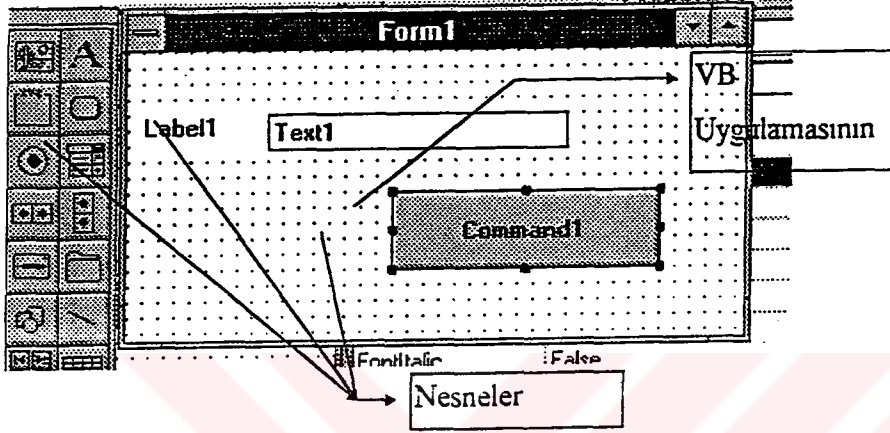 Form1
VB
Label1 Text1 Uygulamasının
Command1
FontItalic False
Nesneler